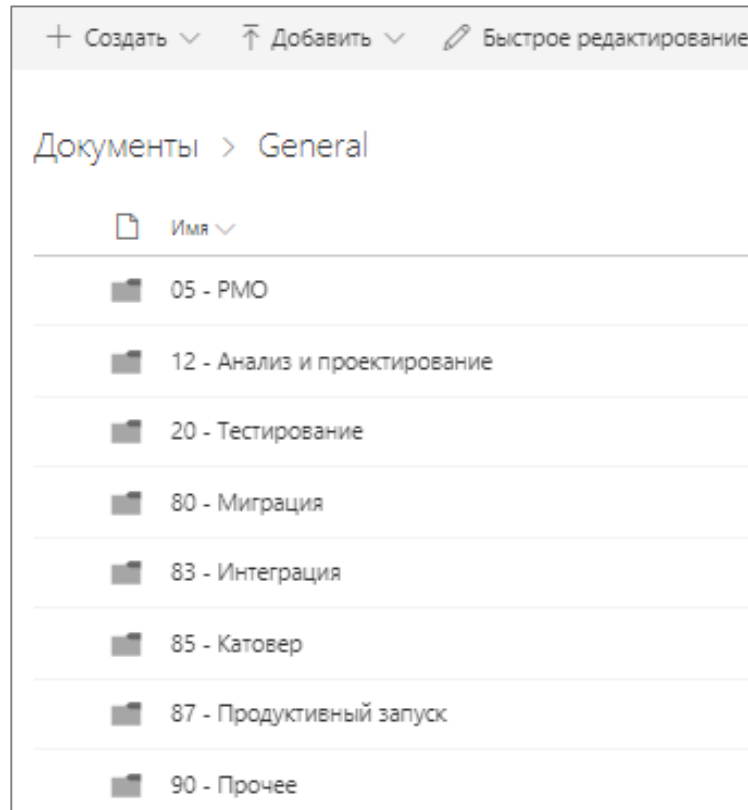 Создать Добавить Быстрое редактирование
Документы > General
Имя
05 - PMO
12 - Анализ и проектирование
20 - Тестирование
80 - Миграция
83 - Интеграция
85 - Катовер
87 - Продуктивный запуск
90 - Прочее